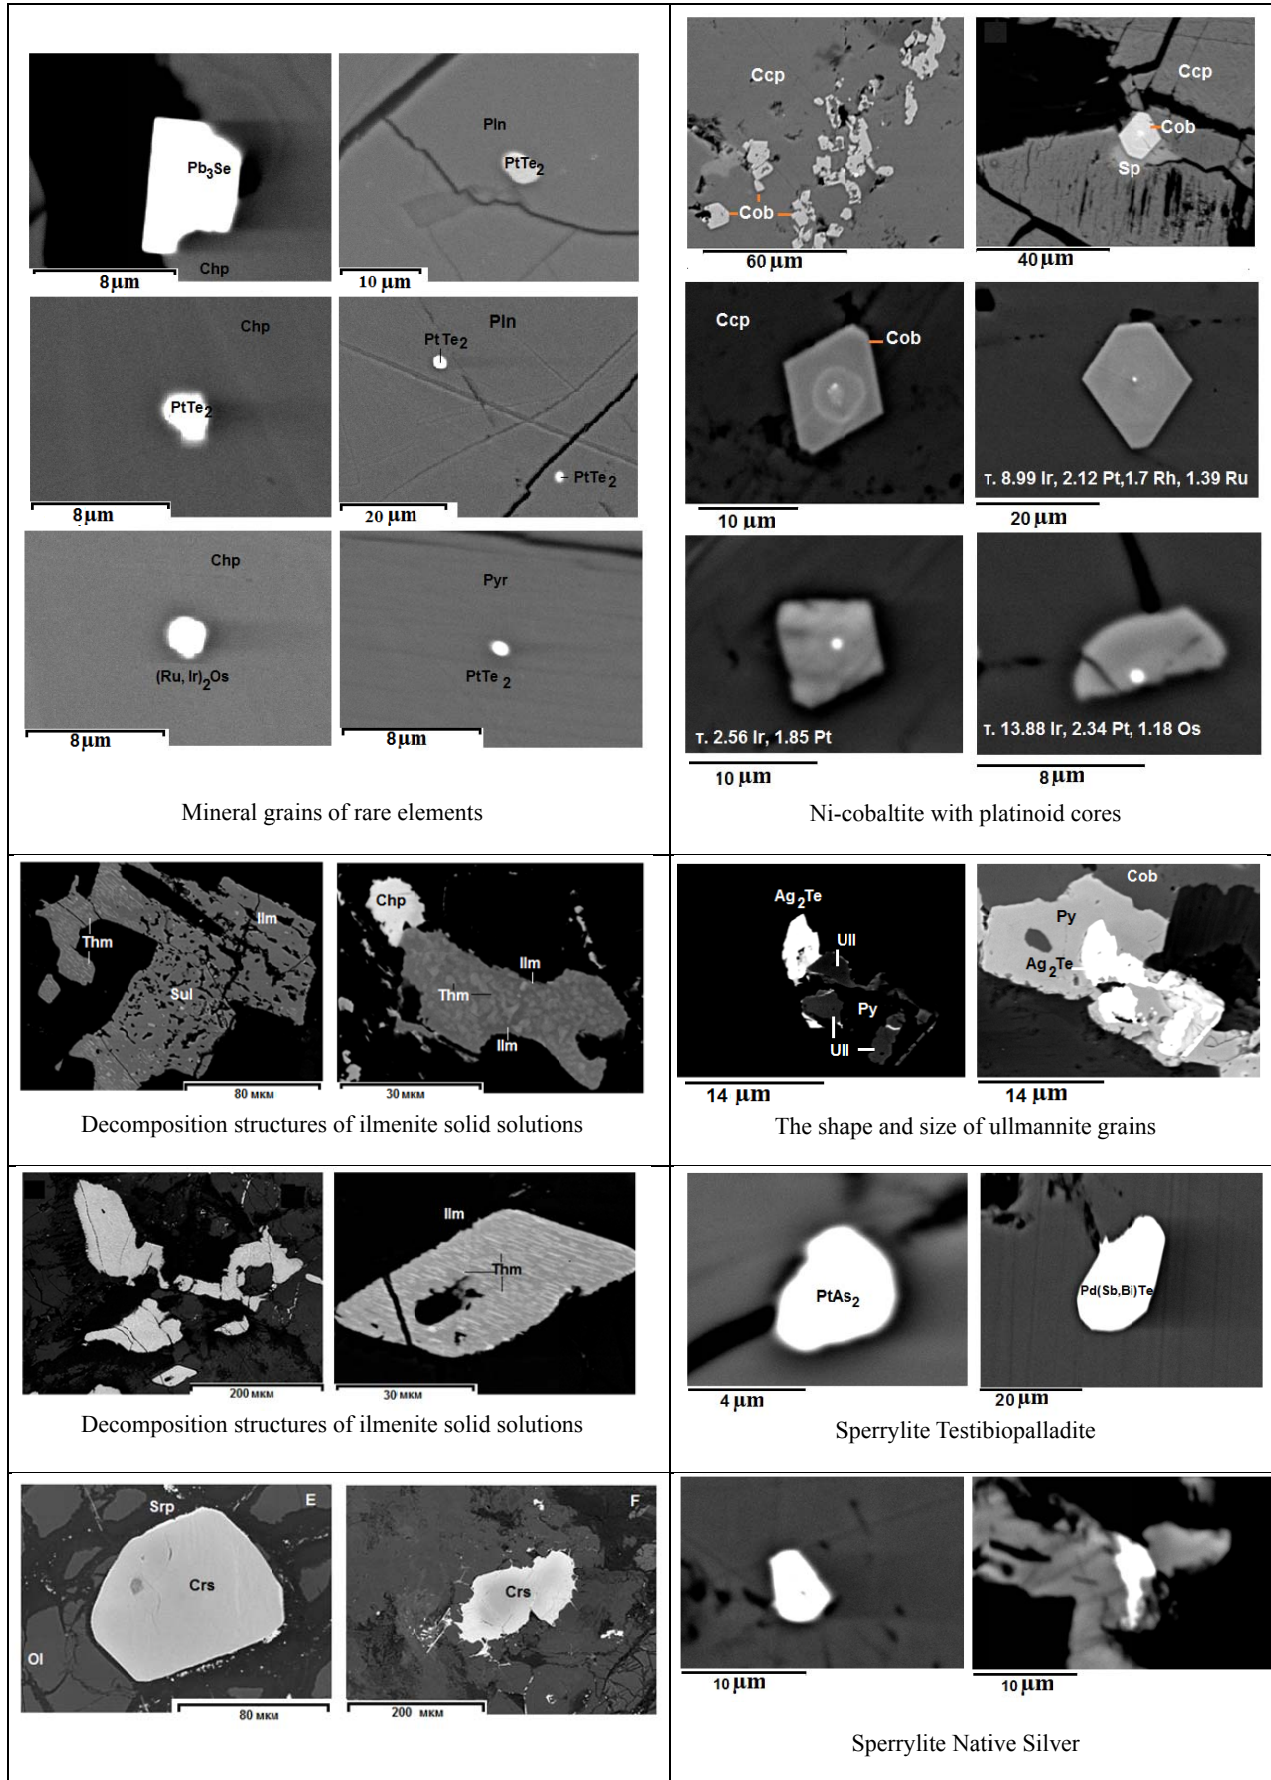 Pb3Se
Chp
8 µm
Pln
PtTe2
10 µm
Chp
PtTe2
8 µm
Pln
PtTe2
PtTe2
20 µm
Chp
(Ru, Ir)2Os
8 µm
Pyr
PtTe2
8 µm
Mineral grains of rare elements
Ccp
Cob
60 µm
Ccp
Cob
Sp
40 µm
Ccp
Cob
10 µm
т. 8.99 Ir, 2.12 Pt,1.7 Rh, 1.39 Ru
20 µm
т. 2.56 Ir, 1.85 Pt
10 µm
т. 13.88 Ir, 2.34 Pt, 1.18 Os
8 µm
Ni-cobaltite with platinoid cores
Ilm
Thm
Sul
80 мкм
Chp
Ilm
Thm
Ilm
30 мкм
Decomposition structures of ilmenite solid solutions
Ag2Te
Ull
Py
Ull
14 µm
Cob
Py
Ag2Te
14 µm
The shape and size of ullmannite grains
200 мкм
Ilm
Thm
30 мкм
Decomposition structures of ilmenite solid solutions
PtAs2
4 µm
Pd(Sb,Bi)Te
20 µm
Sperrylite Testibiopalladite
Srp
E
Crs
Ol
80 мкм
F
Crs
200 мкм
10 µm
10 µm
Sperrylite Native Silver